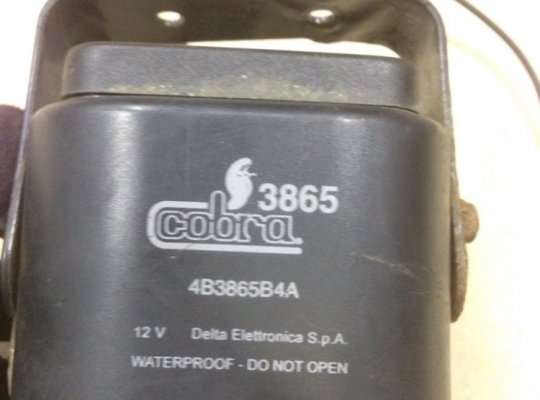 3865
cobra
4B3865B4A
12 V Delta Elettronica S.p.A.
WATERPROOF - DO NOT OPEN